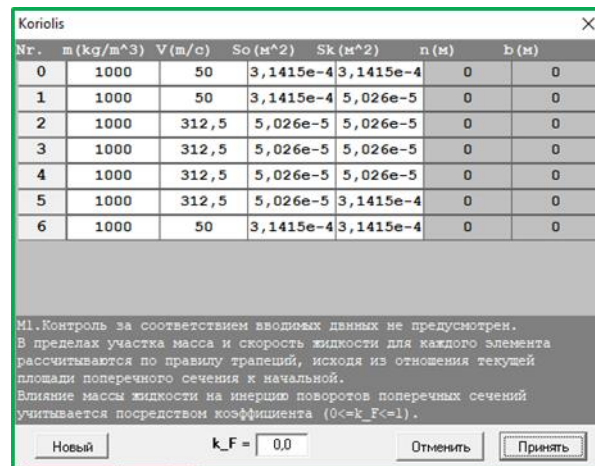 Koriolis
Nr. m(kg/m^3) V(m/c) So(м^2) Sk(м^2) n(м) b(м)
0 1000 50 3,1415e-4 3,1415e-4 0 0
1 1000 50 3,1415e-4 5,026e-5 0 0
2 1000 312,5 5,026e-5 5,026e-5 0 0
3 1000 312,5 5,026e-5 5,026e-5 0 0
4 1000 312,5 5,026e-5 5,026e-5 0 0
5 1000 312,5 5,026e-5 3,1415e-4 0 0
6 1000 50 3,1415e-4 3,1415e-4 0 0
М1.Контроль за соответствием вводимых двнных не предусмотрен.
В пределах участка масса и скорость жидкости для каждого элемента
рассчитываются по правилу трапеций, исходя из отношения текущей
площади поперечного сечения к начальной.
Влияние массы жидкости на инерцию поворотов поперечных сечений
учитывается посредством коэффициента (0<=k_F<=1).
Новый k_F = 0,0 Отменить Принять